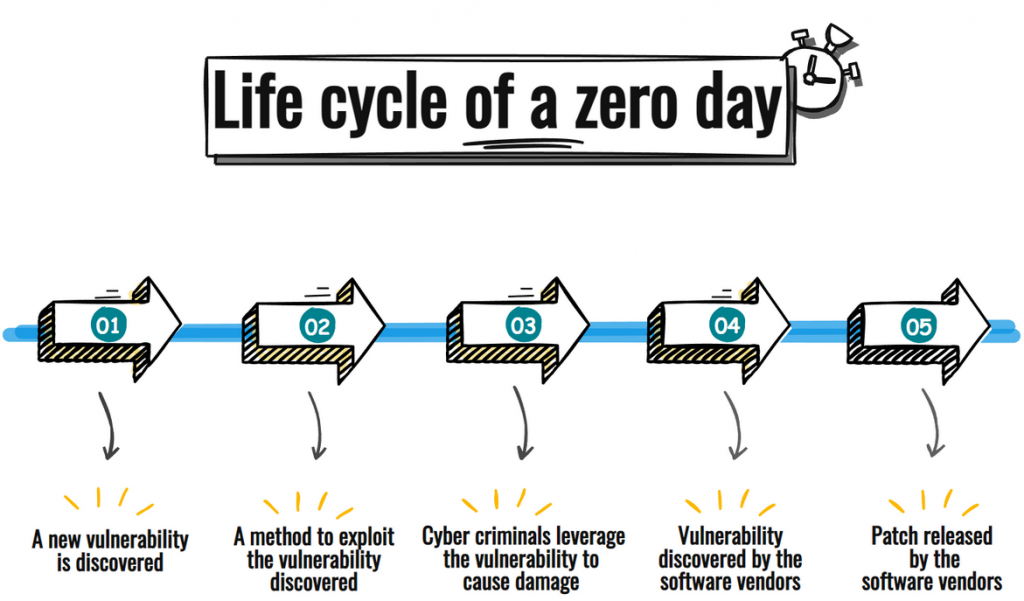 Life cycle of a zero day
01
02
03
04
05
A new vulnerability
is discovered
A method to exploit
the vulnerability
discovered
Cyber criminals leverage
the vulnerability to
cause damage
Vulnerability
discovered by the
software vendors
Patch released
by the
software vendors